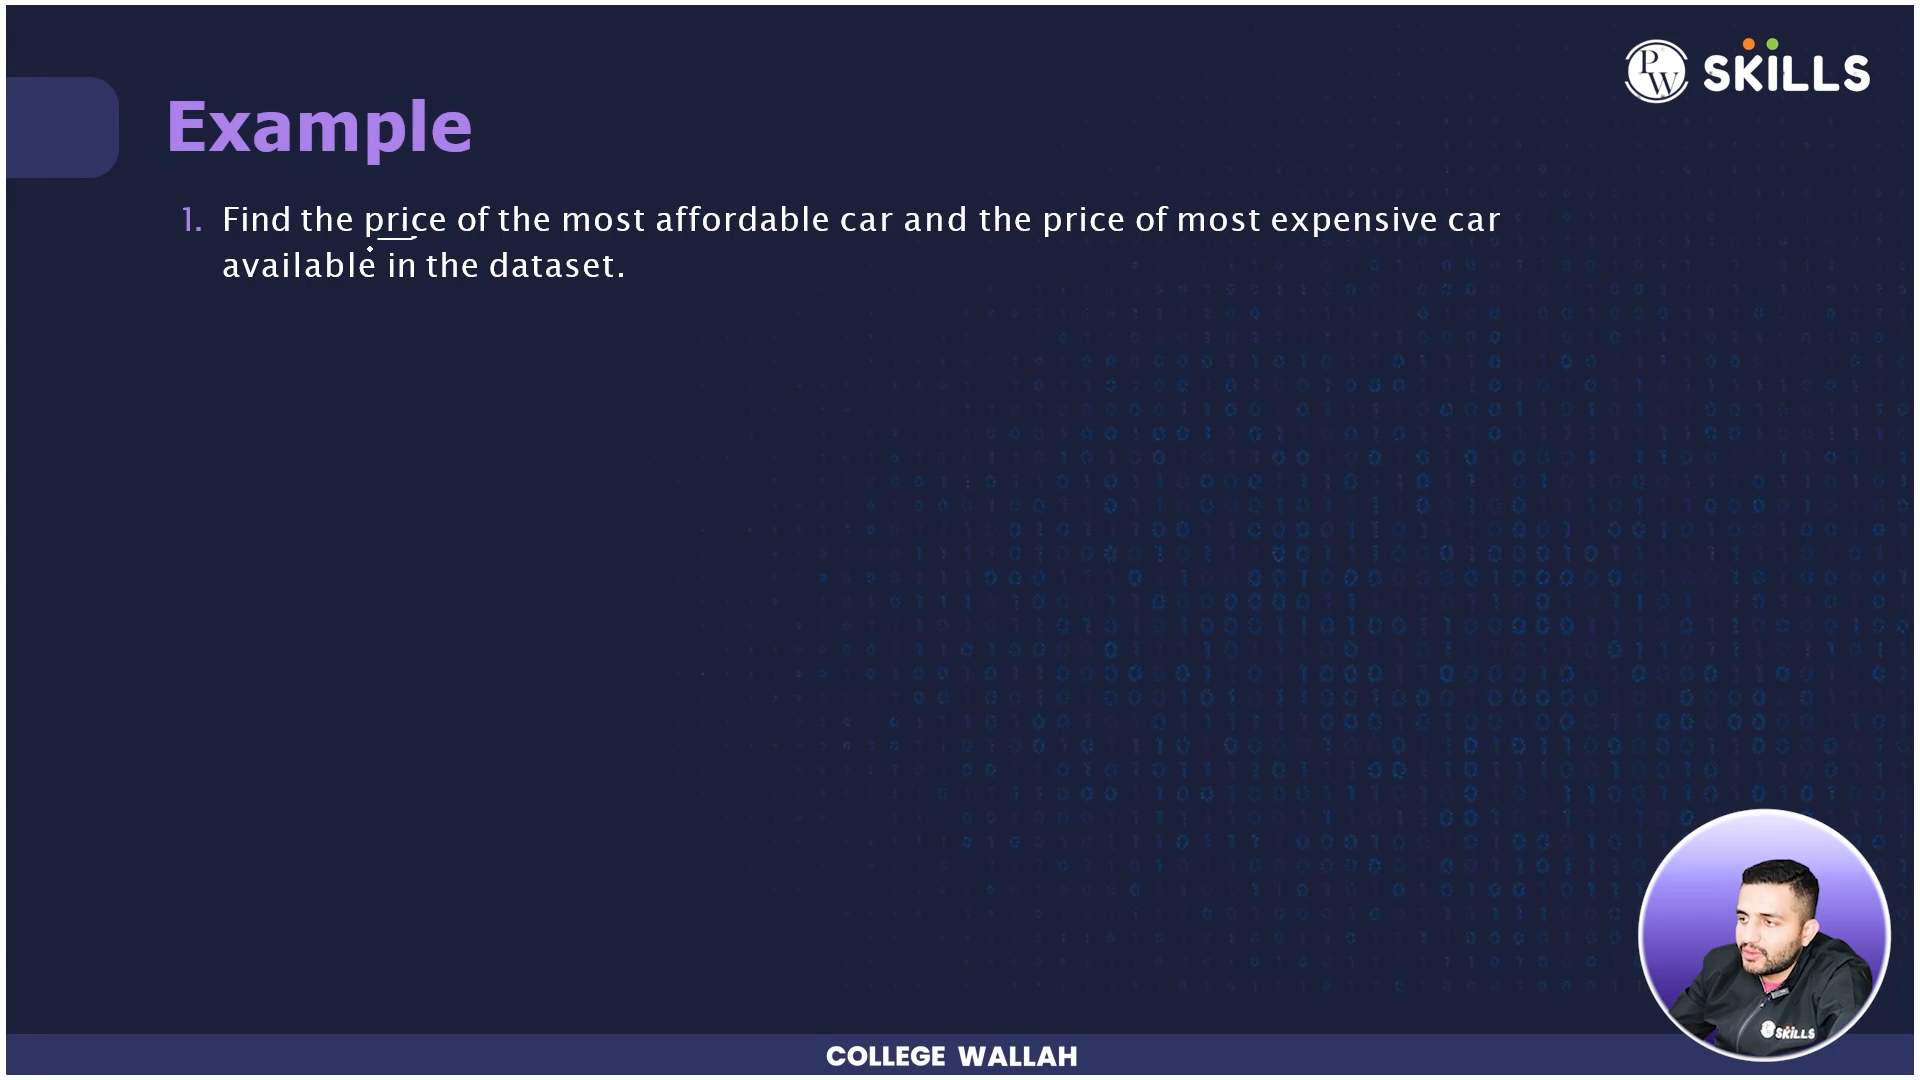 PW SKILLS
Example
1. Find the price of the most affordable car and the price of most expensive car
available in the dataset.
SKILLS
COLLEGE WALLAH